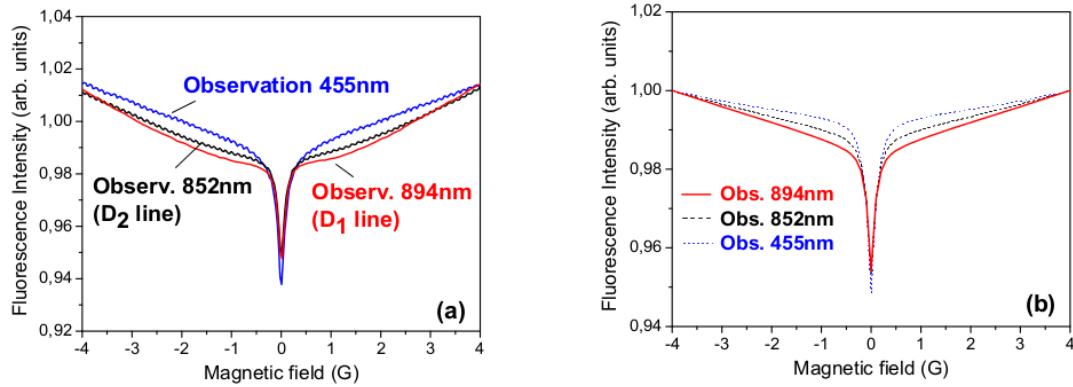 1,04
1,02
1,00
0,98
0,96
0,94
0,92
Fluorescence Intensity (arb. units)
Observation 455nm
Observ. 852nm
(D2 line)
Observ. 894nm
(D1 line)
(a)
-4 -3 -2 -1 0 1 2 3 4
Magnetic field (G)
1,02
1,00
0,98
0,96
0,94
Fluorescence Intensity (arb. units)
Obs. 894nm
Obs. 852nm
Obs. 455nm
(b)
-4 -3 -2 -1 0 1 2 3 4
Magnetic field (G)